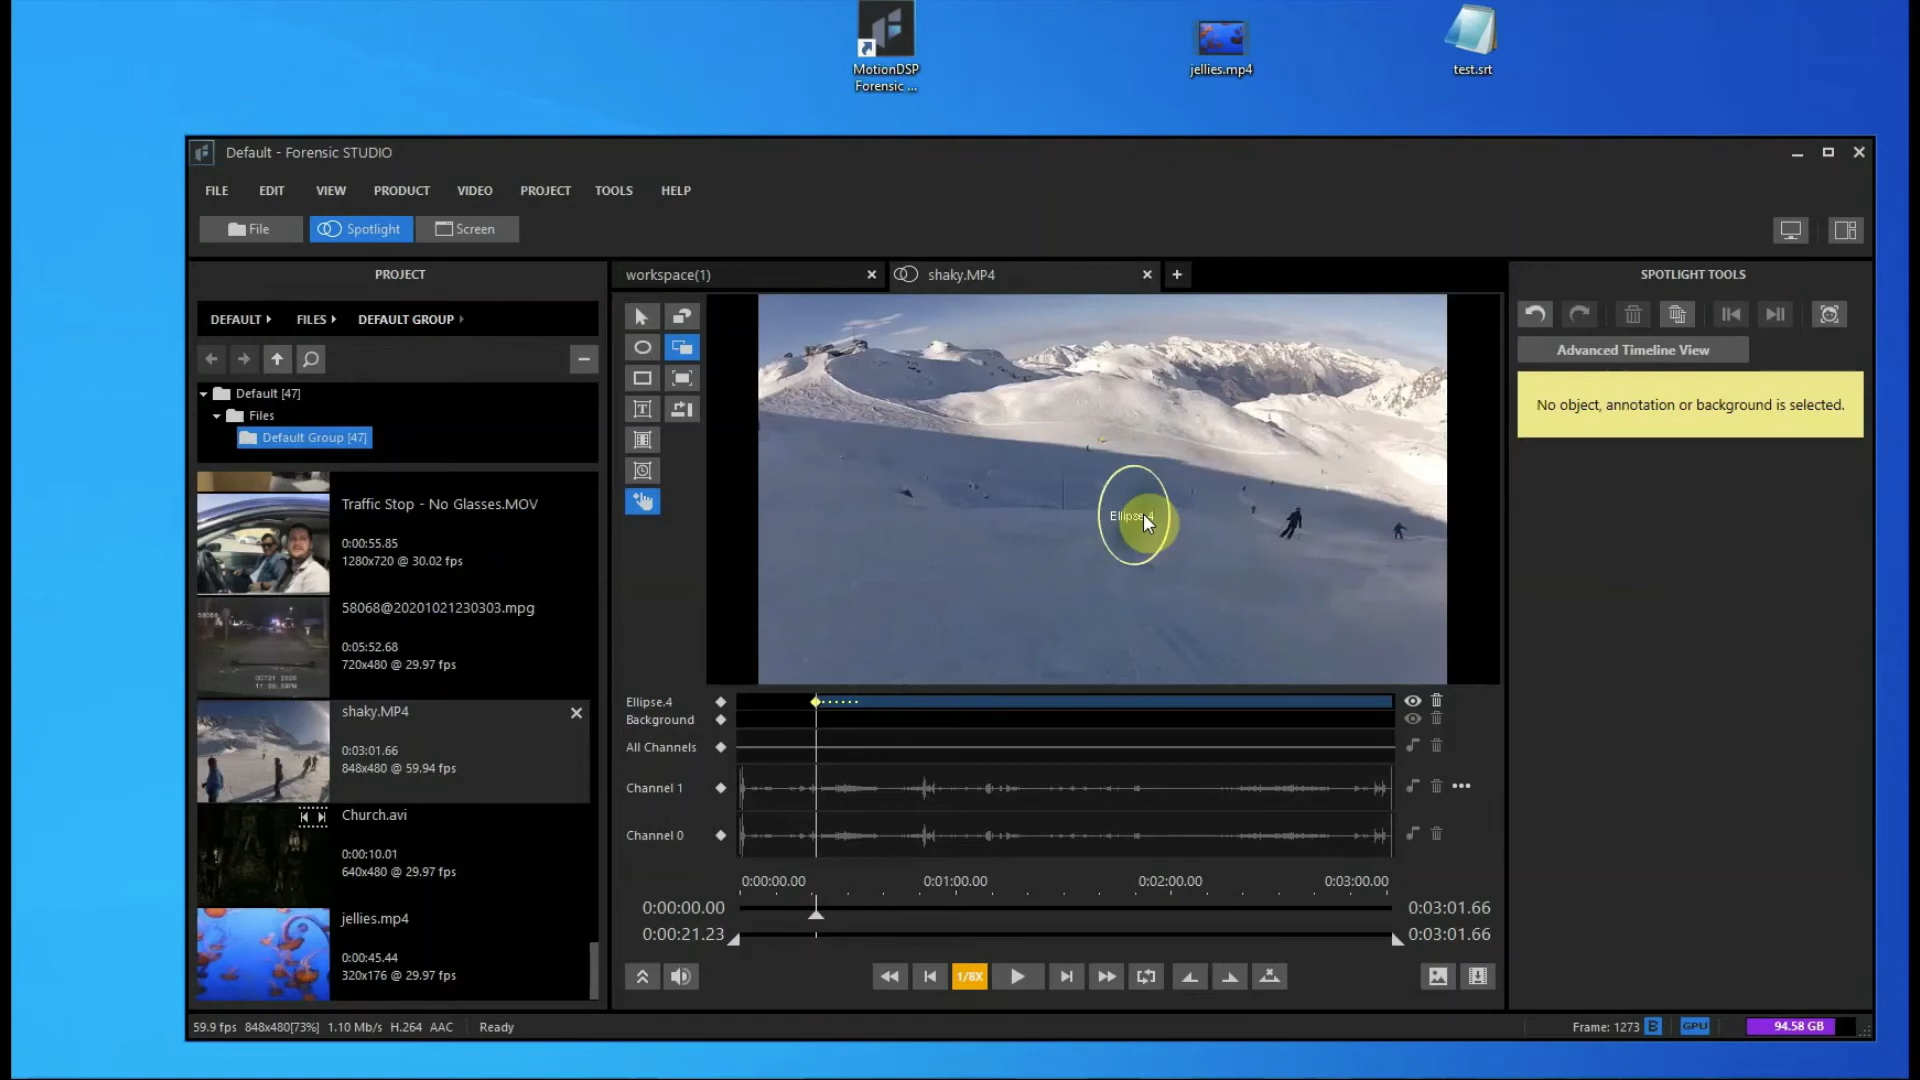 MotionDSP
Forensic ...
jellies.mp4
test.srt
Default - Forensic STUDIO
FILE EDIT VIEW PRODUCT VIDEO PROJECT TOOLS HELP
File Spotlight Screen
PROJECT
DEFAULT FILES DEFAULT GROUP
Default [47]
Files
Default Group [47]
Traffic Stop - No Glasses.MOV
0:00:55.85
1280x720 @ 30.02 fps
58068@20201021230303.mpg
0:05:52.68
720x480 @ 29.97 fps
shaky.MP4
0:03:01.66
848x480 @ 59.94 fps
Church.avi
0:00:10.01
640x480 @ 29.97 fps
jellies.mp4
0:00:45.44
320x176 @ 29.97 fps
workspace(1)
shaky.MP4
Ellipse.4
Ellipse.4
Background
All Channels
Channel 1
Channel 0
0:00:00.00 0:01:00.00 0:02:00.00 0:03:00.00
0:00:00.00 0:03:01.66
0:00:21.23 0:03:01.66
1/8X
SPOTLIGHT TOOLS
Advanced Timeline View
No object, annotation or background is selected.
59.9 fps 848x480[73%] 1.10 Mb/s H.264 AAC Ready
Frame: 1273 B GPU 94.58 GB